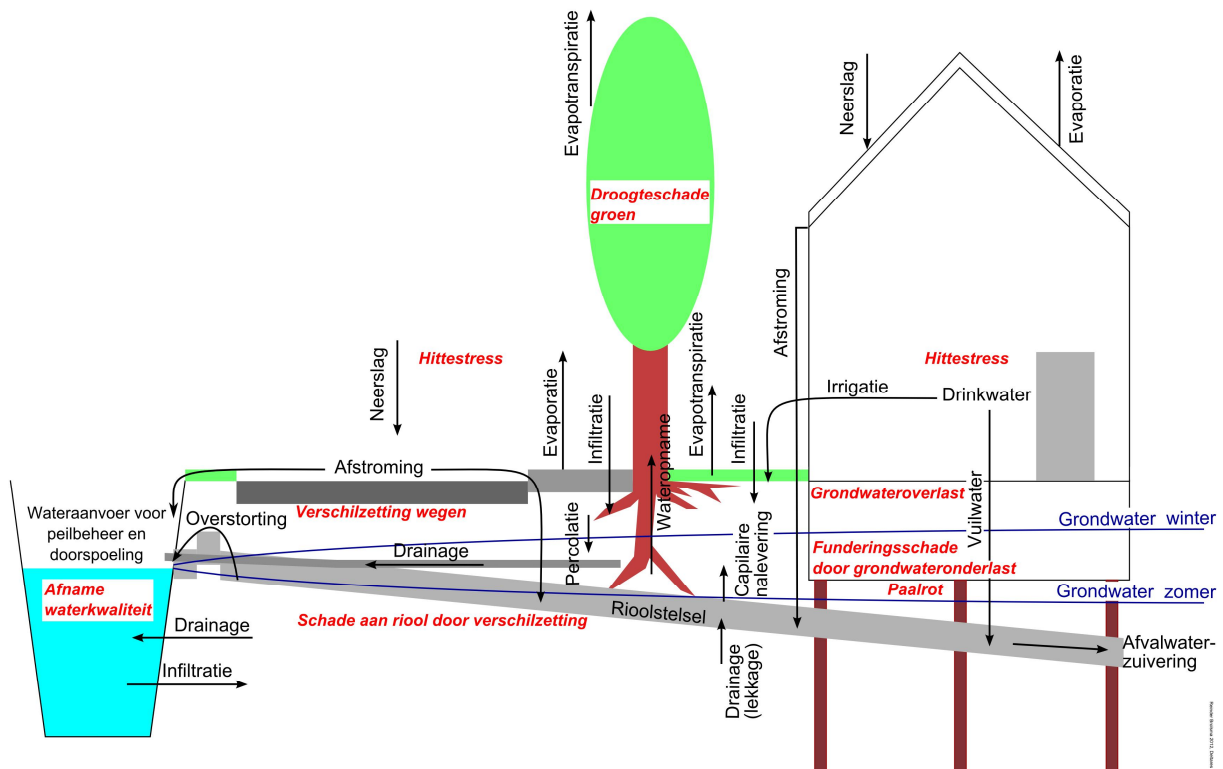 Evapotranspiratie
Neerslag
Evaporatie
Droogteschade
groen
Afstroming
Neerslag
Hittestress
Evaporatie
Infiltratie
Wateropname
Evapotranspiratie
Infiltratie
Hittestress
Irrigatie
Drinkwater
Afstroming
Wateraanvoer voor
peilbeheer en
doorspoeling
Overstorting
Verschilzetting wegen
Grondwateroverlast
Vuilwater
Grondwater winter
Drainage
Percolatie
Capilaire
nalevering
Funderingsschade
door grondwateronderlast
Paalrot
Grondwater zomer
Afname
waterkwaliteit
Schade aan riool door verschilzetting
Rioolstelsel
Drainage
Infiltratie
Drainage
(lekkage)
Afvalwater-
zuivering